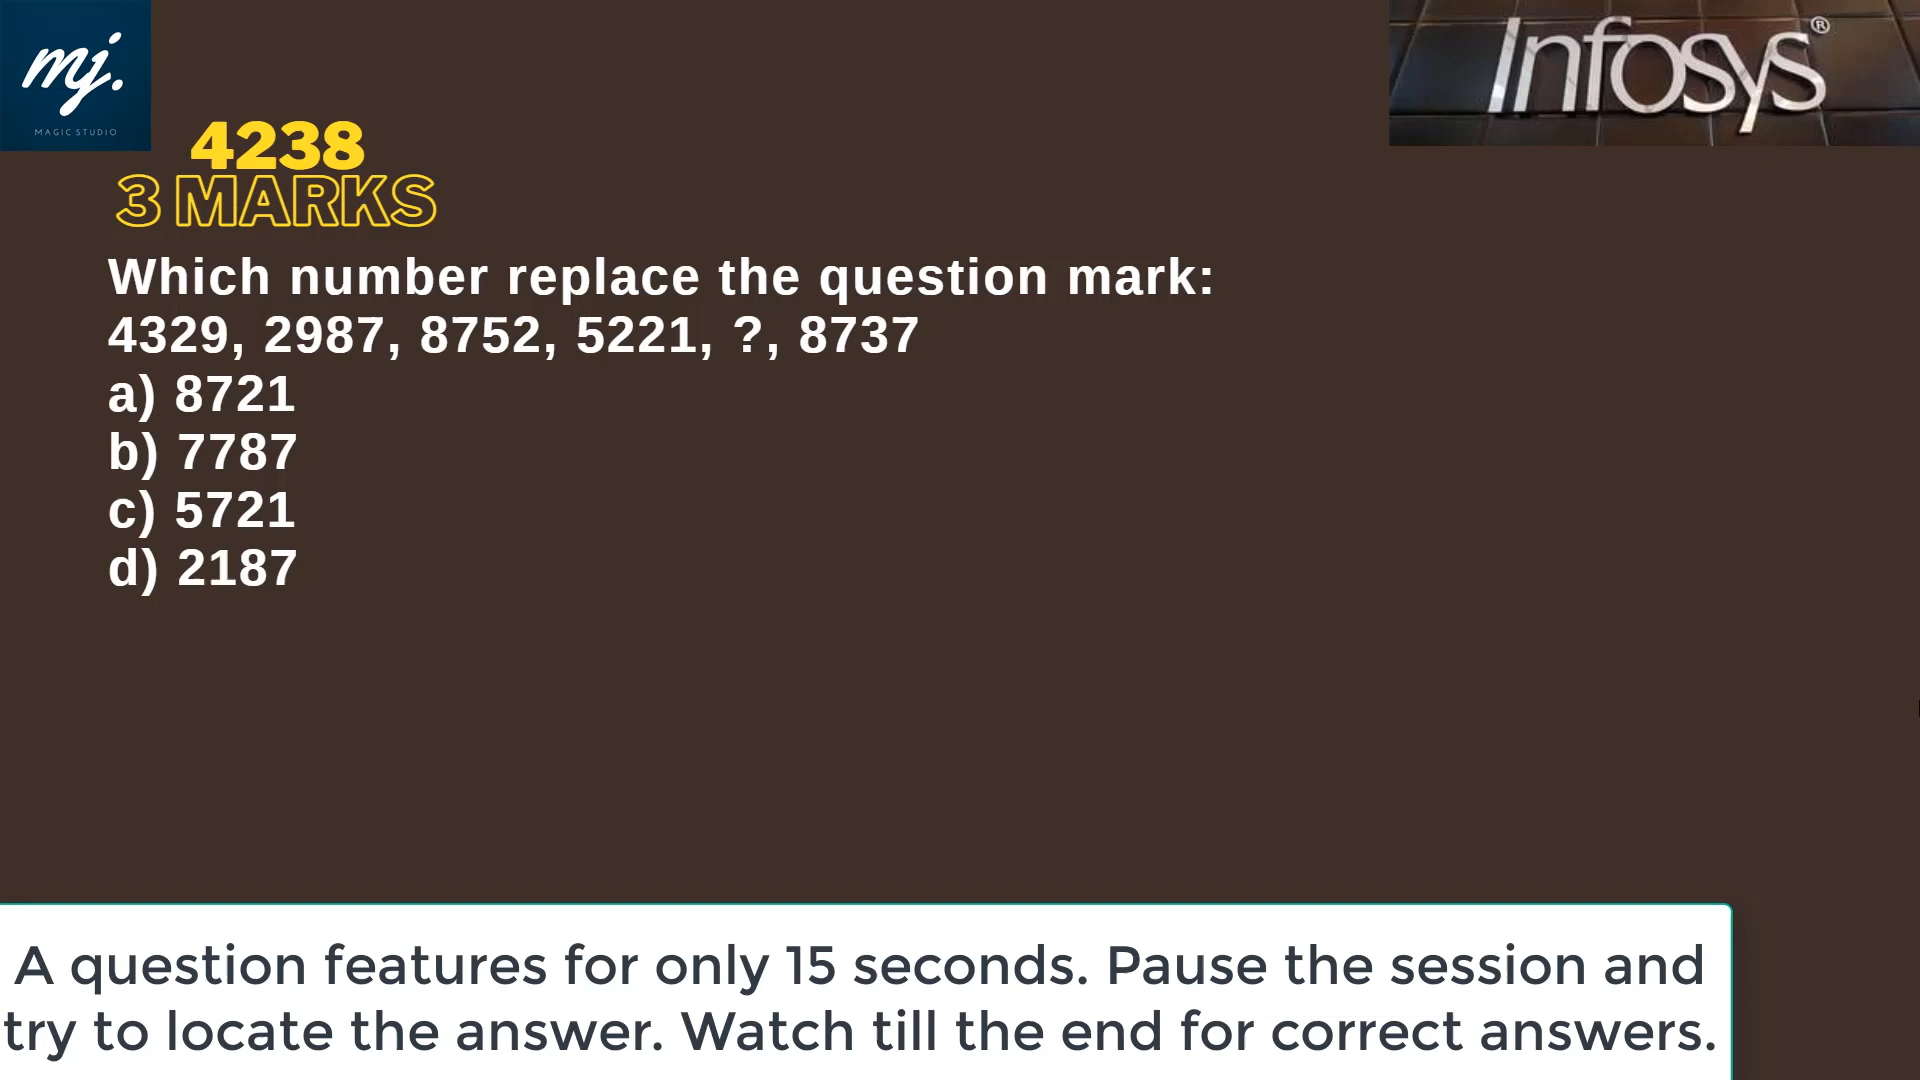 mj.
MAGIC STUDIO
Infosys®
4238
3 MARKS
Which number replace the question mark:
4329, 2987, 8752, 5221, ?, 8737
a) 8721
b) 7787
c) 5721
d) 2187
A question features for only 15 seconds. Pause the session and
try to locate the answer. Watch till the end for correct answers.